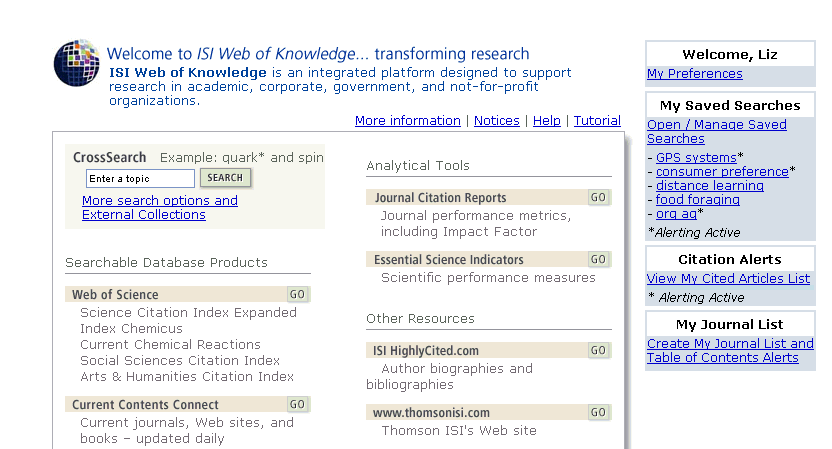 Welcome to ISI Web of Knowledge... transforming research
ISI Web of Knowledge is an integrated platform designed to support
research in academic, corporate, government, and not-for-profit
organizations.
More information | Notices | Help | Tutorial
CrossSearch Example: quark* and spin
Enter a topic SEARCH
More search options and
External Collections
Searchable Database Products
Web of Science GO
Science Citation Index Expanded
Index Chemicus
Current Chemical Reactions
Social Sciences Citation Index
Arts & Humanities Citation Index
Current Contents Connect GO
Current journals, Web sites, and
books – updated daily
Analytical Tools
Journal Citation Reports GO
Journal performance metrics,
including Impact Factor
Essential Science Indicators GO
Scientific performance measures
Other Resources
ISI HighlyCited.com GO
Author biographies and
bibliographies
www.thomsonisi.com GO
Thomson ISI's Web site
Welcome, Liz
My Preferences
My Saved Searches
Open / Manage Saved
Searches
- GPS systems*
- consumer preference*
- distance learning
- food foraging
- org ag*
*Alerting Active
Citation Alerts
View My Cited Articles List
* Alerting Active
My Journal List
Create My Journal List and
Table of Contents Alerts